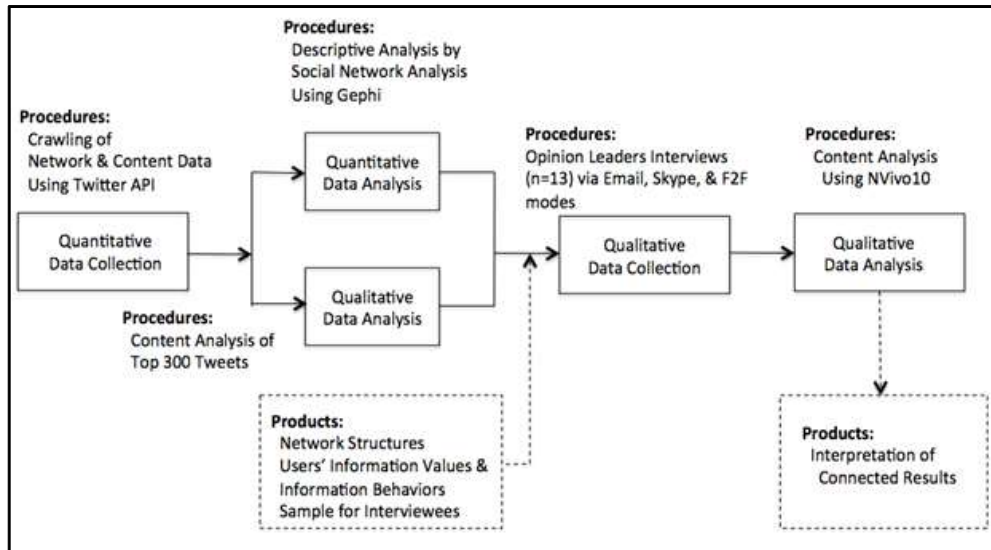 Procedures:
Descriptive Analysis by
Social Network Analysis
Using Gephi
Procedures:
Crawling of
Network & Content Data
Using Twitter API
Quantitative
Data Collection
Quantitative
Data Analysis
Procedures:
Content Analysis of
Top 300 Tweets
Qualitative
Data Analysis
Products:
Network Structures
Users' Information Values &
Information Behaviors
Sample for Interviewees
Procedures:
Opinion Leaders Interviews
(n=13) via Email, Skype, & F2F
modes
Qualitative
Data Collection
Procedures:
Content Analysis
Using NVivo10
Qualitative
Data Analysis
Products:
Interpretation of
Connected Results